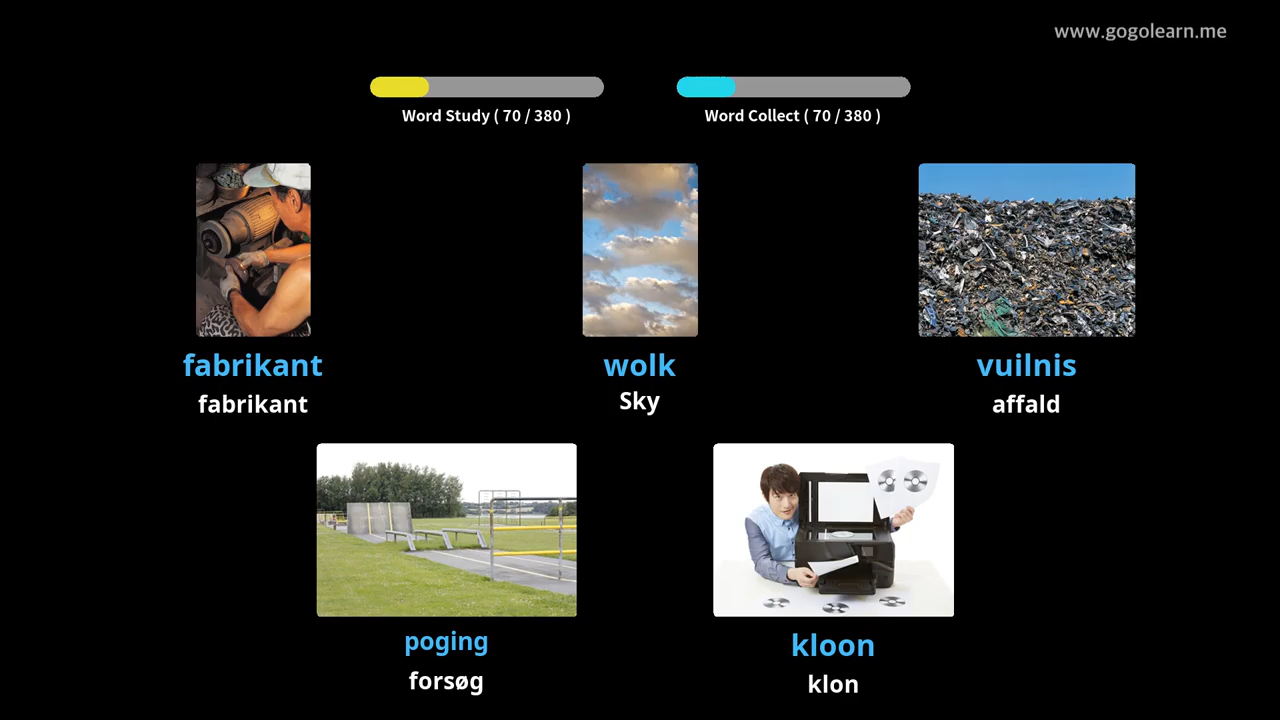 www.gogolearn.me
Word Study ( 70 / 380 )
Word Collect ( 70 / 380 )
fabrikant
fabrikant
wolk
Sky
vuilnis
affald
poging
forsøg
kloon
klon